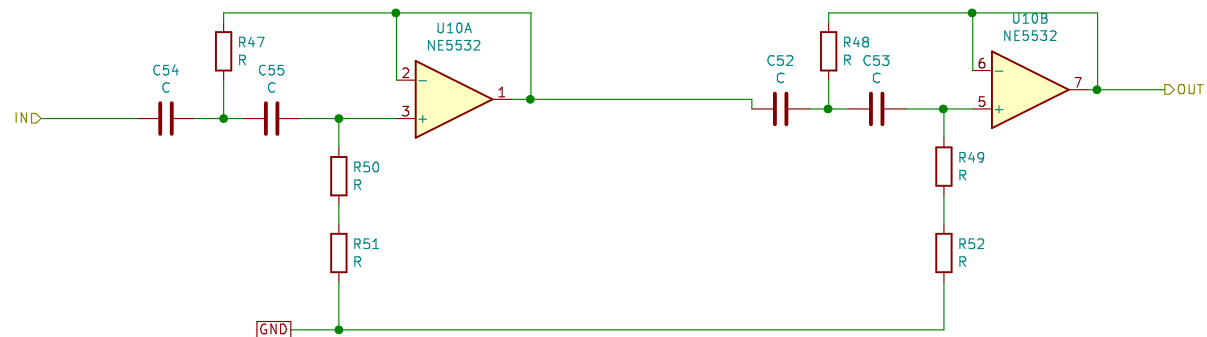 U10A
NE5532
R47
R
C54
C
C55
C
2
3
1
IN
R50
R
R51
R
GND
U10B
NE5532
R48
R
C52
C
C53
C
6
5
7
OUT
R49
R
R52
R